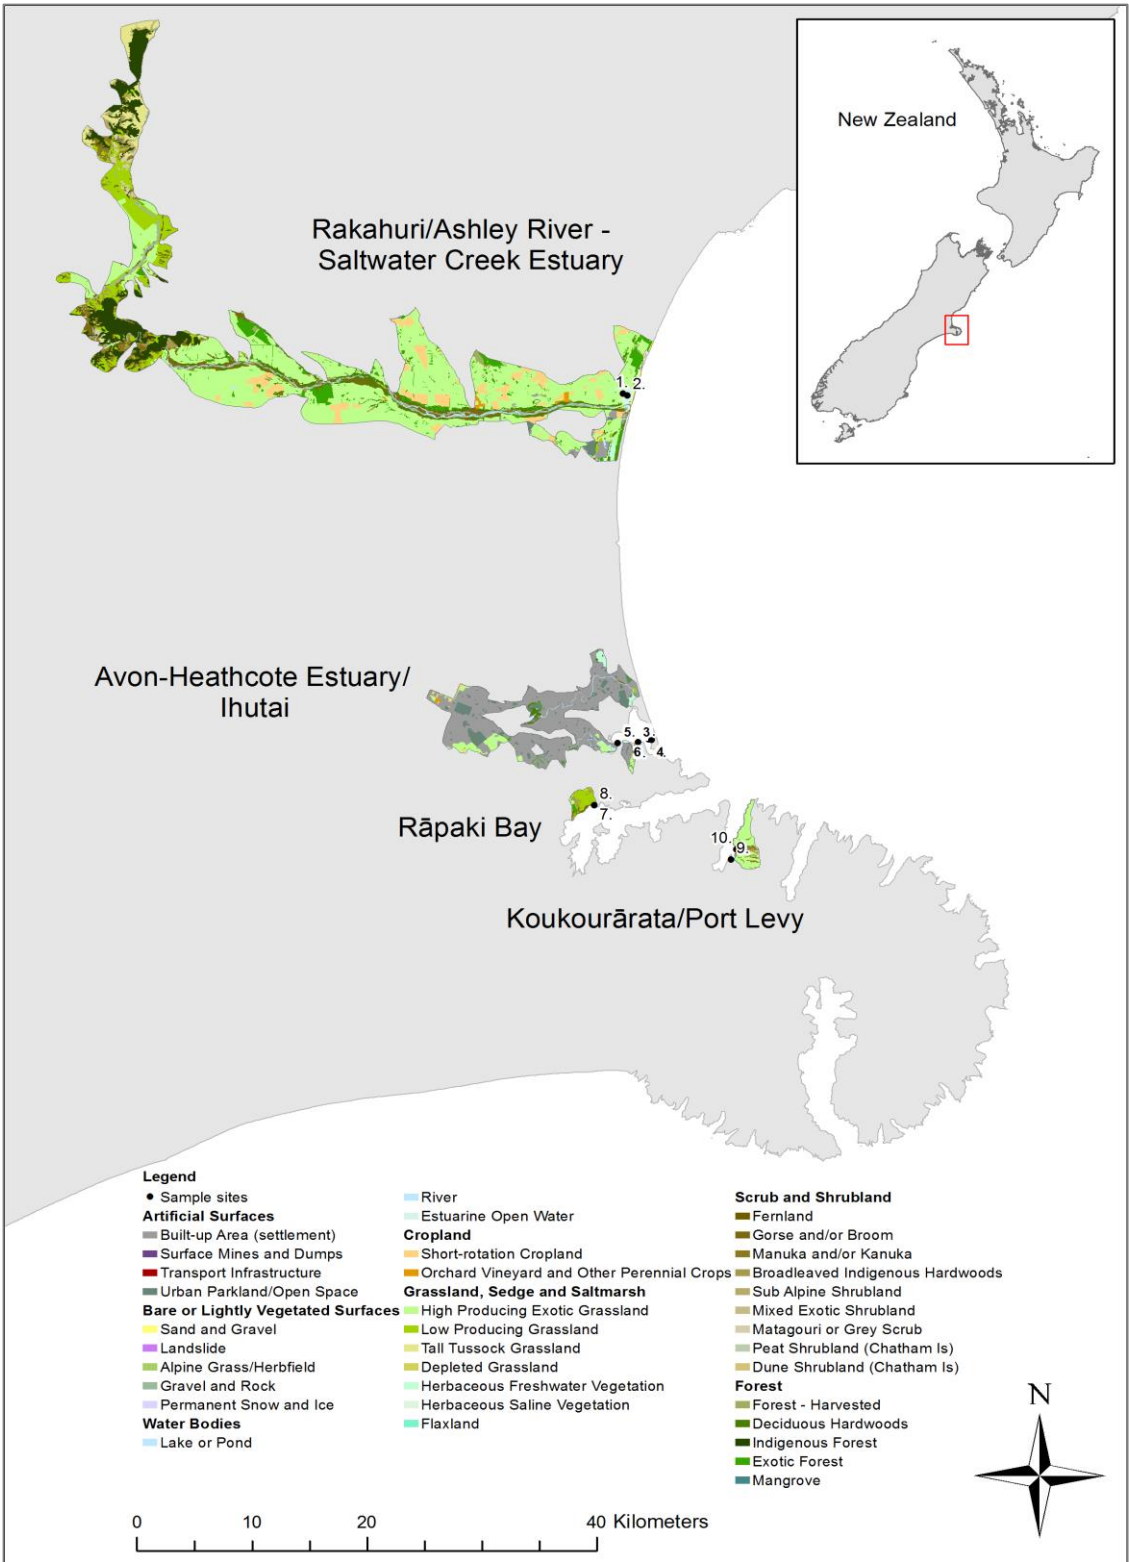 New Zealand
Rakahuri/Ashley River -
Saltwater Creek Estuary
1. 2.
Avon-Heathcote Estuary/
Ihutai
5. 3.
6. 4.
8.
Rāpaki Bay
7.
10.
9.
Koukourārata/Port Levy
Legend
Sample sites
Artificial Surfaces
Built-up Area (settlement)
Surface Mines and Dumps
Transport Infrastructure
Urban Parkland/Open Space
Bare or Lightly Vegetated Surfaces
Sand and Gravel
Landslide
Alpine Grass/Herbfield
Gravel and Rock
Permanent Snow and Ice
Water Bodies
Lake or Pond
River
Estuarine Open Water
Cropland
Short-rotation Cropland
Orchard Vineyard and Other Perennial Crops
Grassland, Sedge and Saltmarsh
High Producing Exotic Grassland
Low Producing Grassland
Tall Tussock Grassland
Depleted Grassland
Herbaceous Freshwater Vegetation
Herbaceous Saline Vegetation
Flaxland
Scrub and Shrubland
Fernland
Gorse and/or Broom
Manuka and/or Kanuka
Broadleaved Indigenous Hardwoods
Sub Alpine Shrubland
Mixed Exotic Shrubland
Matagouri or Grey Scrub
Peat Shrubland (Chatham Is)
Dune Shrubland (Chatham Is)
Forest
Forest - Harvested
Deciduous Hardwoods
Indigenous Forest
Exotic Forest
Mangrove
N
0 10 20 40 Kilometers